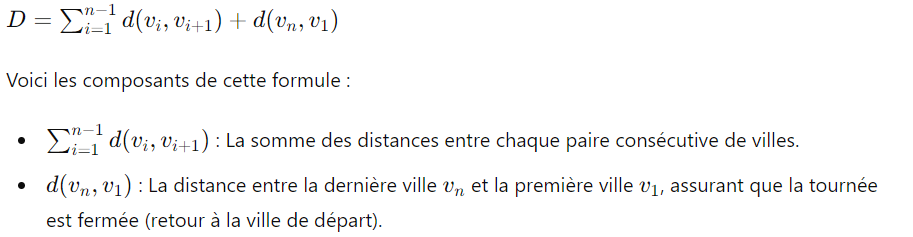 D = ∑_{i=1}^{n−1} d(v_i, v_{i+1}) + d(v_n, v_1)
Voici les composants de cette formule :
• ∑_{i=1}^{n−1} d(v_i, v_{i+1}) : La somme des distances entre chaque paire consécutive de villes.
• d(v_n, v_1) : La distance entre la dernière ville v_n et la première ville v_1, assurant que la tournée
est fermée (retour à la ville de départ).